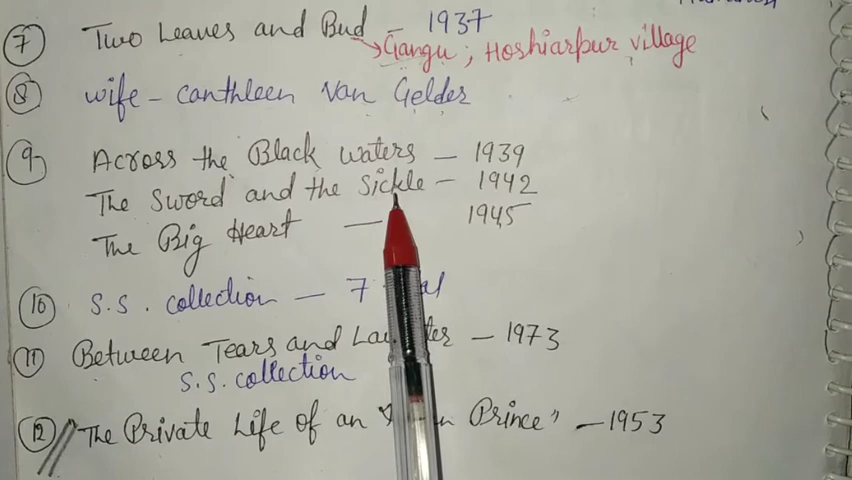 7 Two Leaves and Bud - 1937
Gangu ; Hoshiarpur village
8 wife - Canthleen Van Gelder
9 Across the Black Waters - 1939
The Sword and the Sickle - 1942
The Big Heart - 1945
10 S.S. collection - 7
11 Between Tears and - 1973
S.S. collection
12 The Private Life of an Prince" - 1953